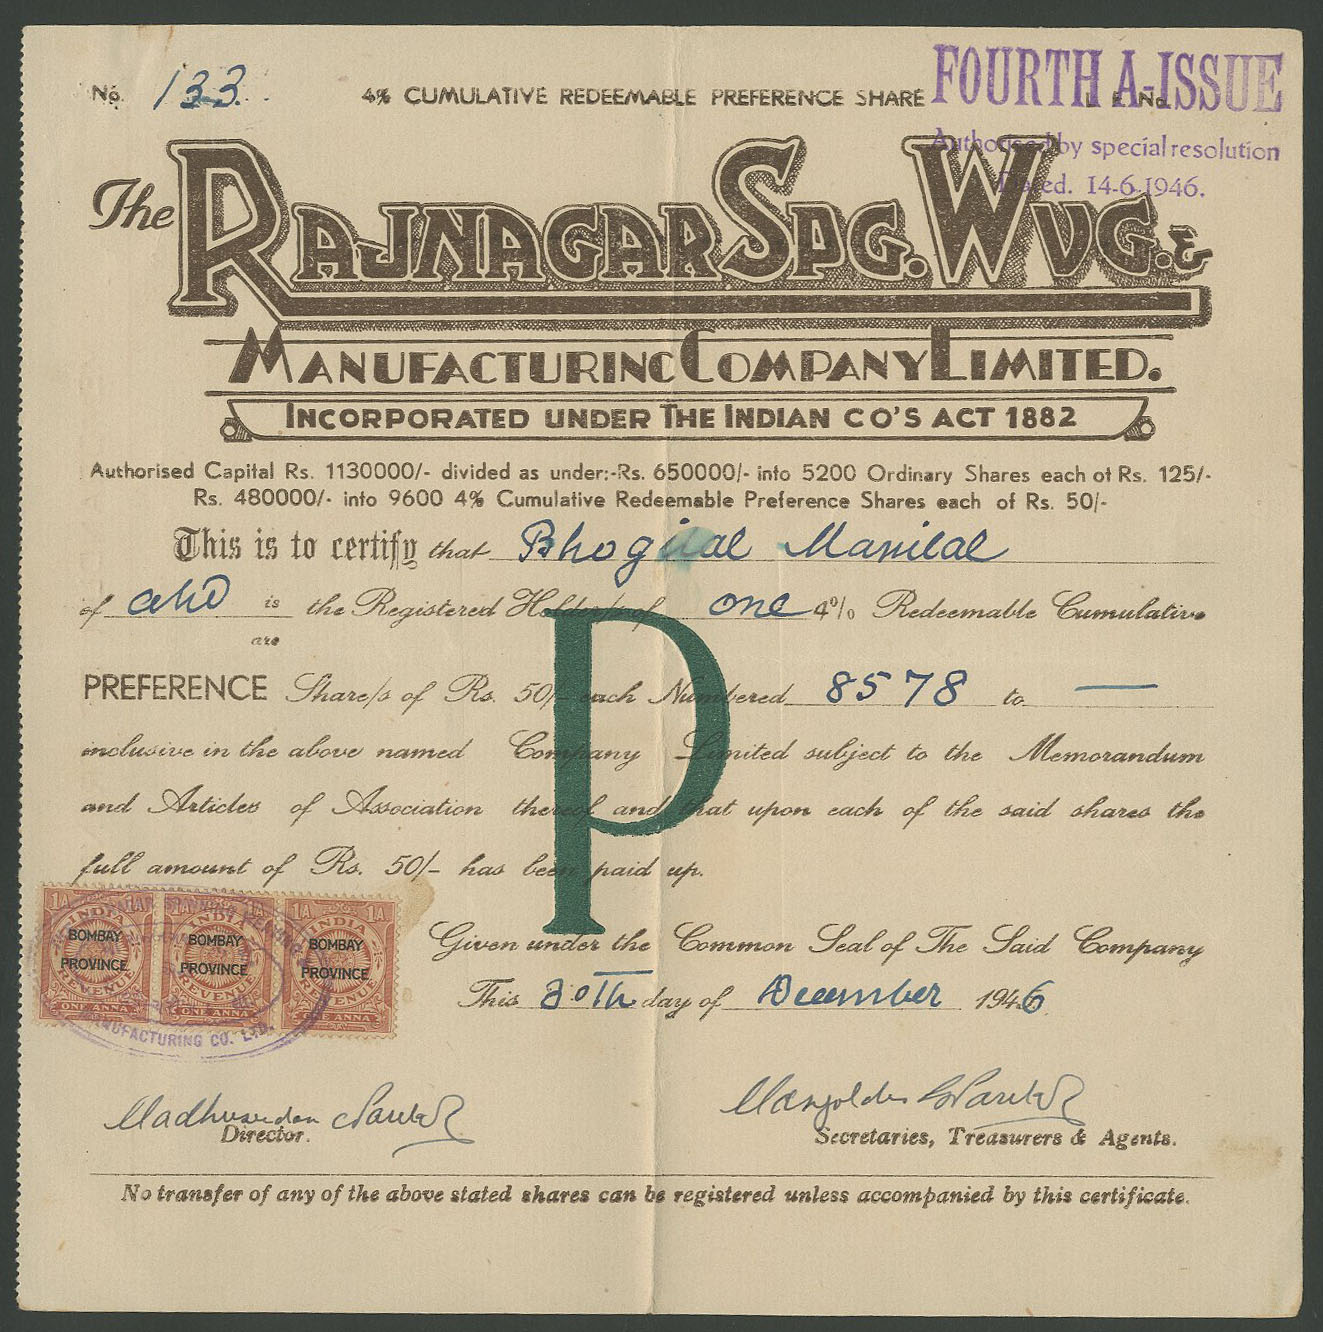 No. 133 4% CUMULATIVE REDEEMABLE PREFERENCE SHARE L. F. No.
FOURTH A-ISSUE
Authorised by special resolution
Dated. 14-6-1946.
The RAJNAGAR SPG. WVG. &
MANUFACTURING COMPANY LIMITED.
INCORPORATED UNDER THE INDIAN CO'S ACT 1882
Authorised Capital Rs. 1130000/- divided as under:-Rs. 650000/- into 5200 Ordinary Shares each of Rs. 125/-
Rs. 480000/- into 9600 4% Cumulative Redeemable Preference Shares each of Rs. 50/-
This is to certify that Bhogilal Manilal
of is the Registered Holder/s of one 4% Redeemable Cumulative
are
PREFERENCE Share/s of Rs. 50/- each Numbered 8578 to —
inclusive in the above named Company Limited subject to the Memorandum
and Articles of Association thereof and that upon each of the said shares the
full amount of Rs. 50/- has been paid up.
P
Given under the Common Seal of The Said Company
This 30TH day of December 1946
1A 1A 1A 1A 1A
INDIA INDIA INDIA
BOMBAY BOMBAY BOMBAY
PROVINCE PROVINCE PROVINCE
REVENUE REVENUE REVENUE
ONE ANNA ONE ANNA ONE ANNA
MANUFACTURING CO. LTD.
Madhusudan
Director.
Secretaries, Treasurers & Agents.
No transfer of any of the above stated shares can be registered unless accompanied by this certificate.